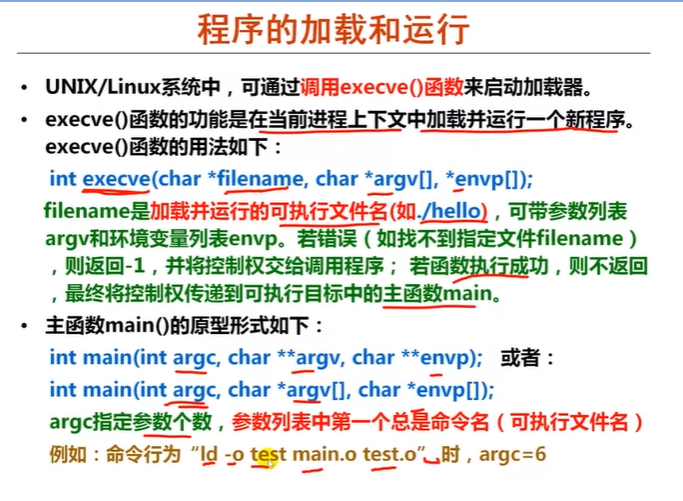 程序的加载和运行
• UNIX/Linux系统中，可通过调用execve()函数来启动加载器。
• execve()函数的功能是在当前进程上下文中加载并运行一个新程序。
execve()函数的用法如下：
int execve(char *filename, char *argv[], *envp[]);
filename是加载并运行的可执行文件名(如./hello)，可带参数列表
argv和环境变量列表envp。若错误（如找不到指定文件filename）
，则返回-1，并将控制权交给调用程序； 若函数执行成功，则不返回
，最终将控制权传递到可执行目标中的主函数main。
• 主函数main()的原型形式如下：
int main(int argc, char **argv, char **envp); 或者：
int main(int argc, char *argv[], char *envp[]);
argc指定参数个数，参数列表中第一个总是命令名（可执行文件名）
例如：命令行为“ld -o test main.o test.o” 时，argc=6